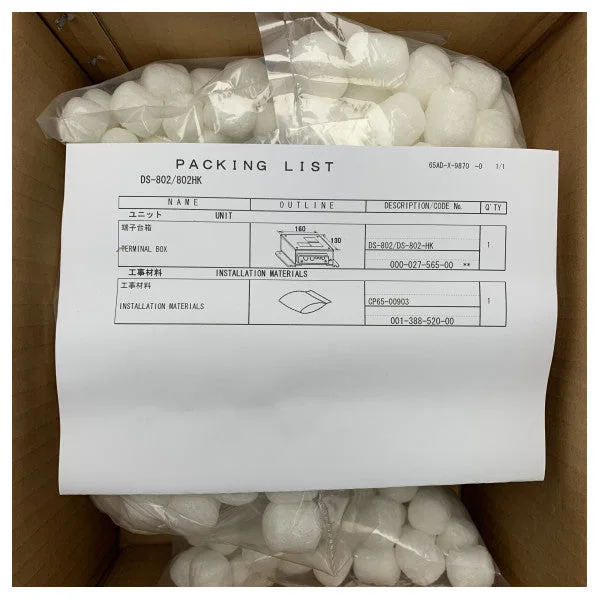 PACKING LIST
65AD-X-9870 -0 1/1
DS-802/802HK
NAME OUTLINE DESCRIPTION/CODE No. Q'TY
ユニット UNIT
端子台箱
160
130
TERMINAL BOX
DS-802/DS-802-HK
1
000-027-565-00 **
工事材料 INSTALLATION MATERIALS
工事材料
INSTALLATION MATERIALS
CP65-00903
1
001-388-520-00